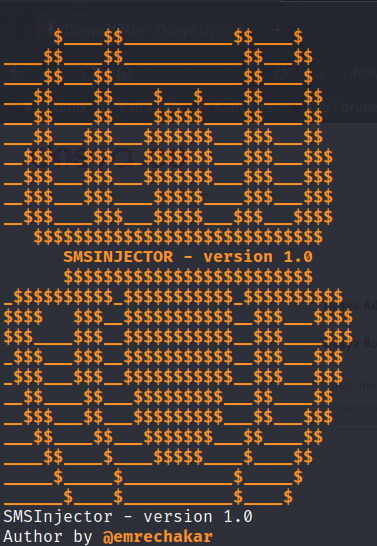 SMSINJECTOR - version 1.0
SMSInjector - version 1.0
Author by @emrechakar